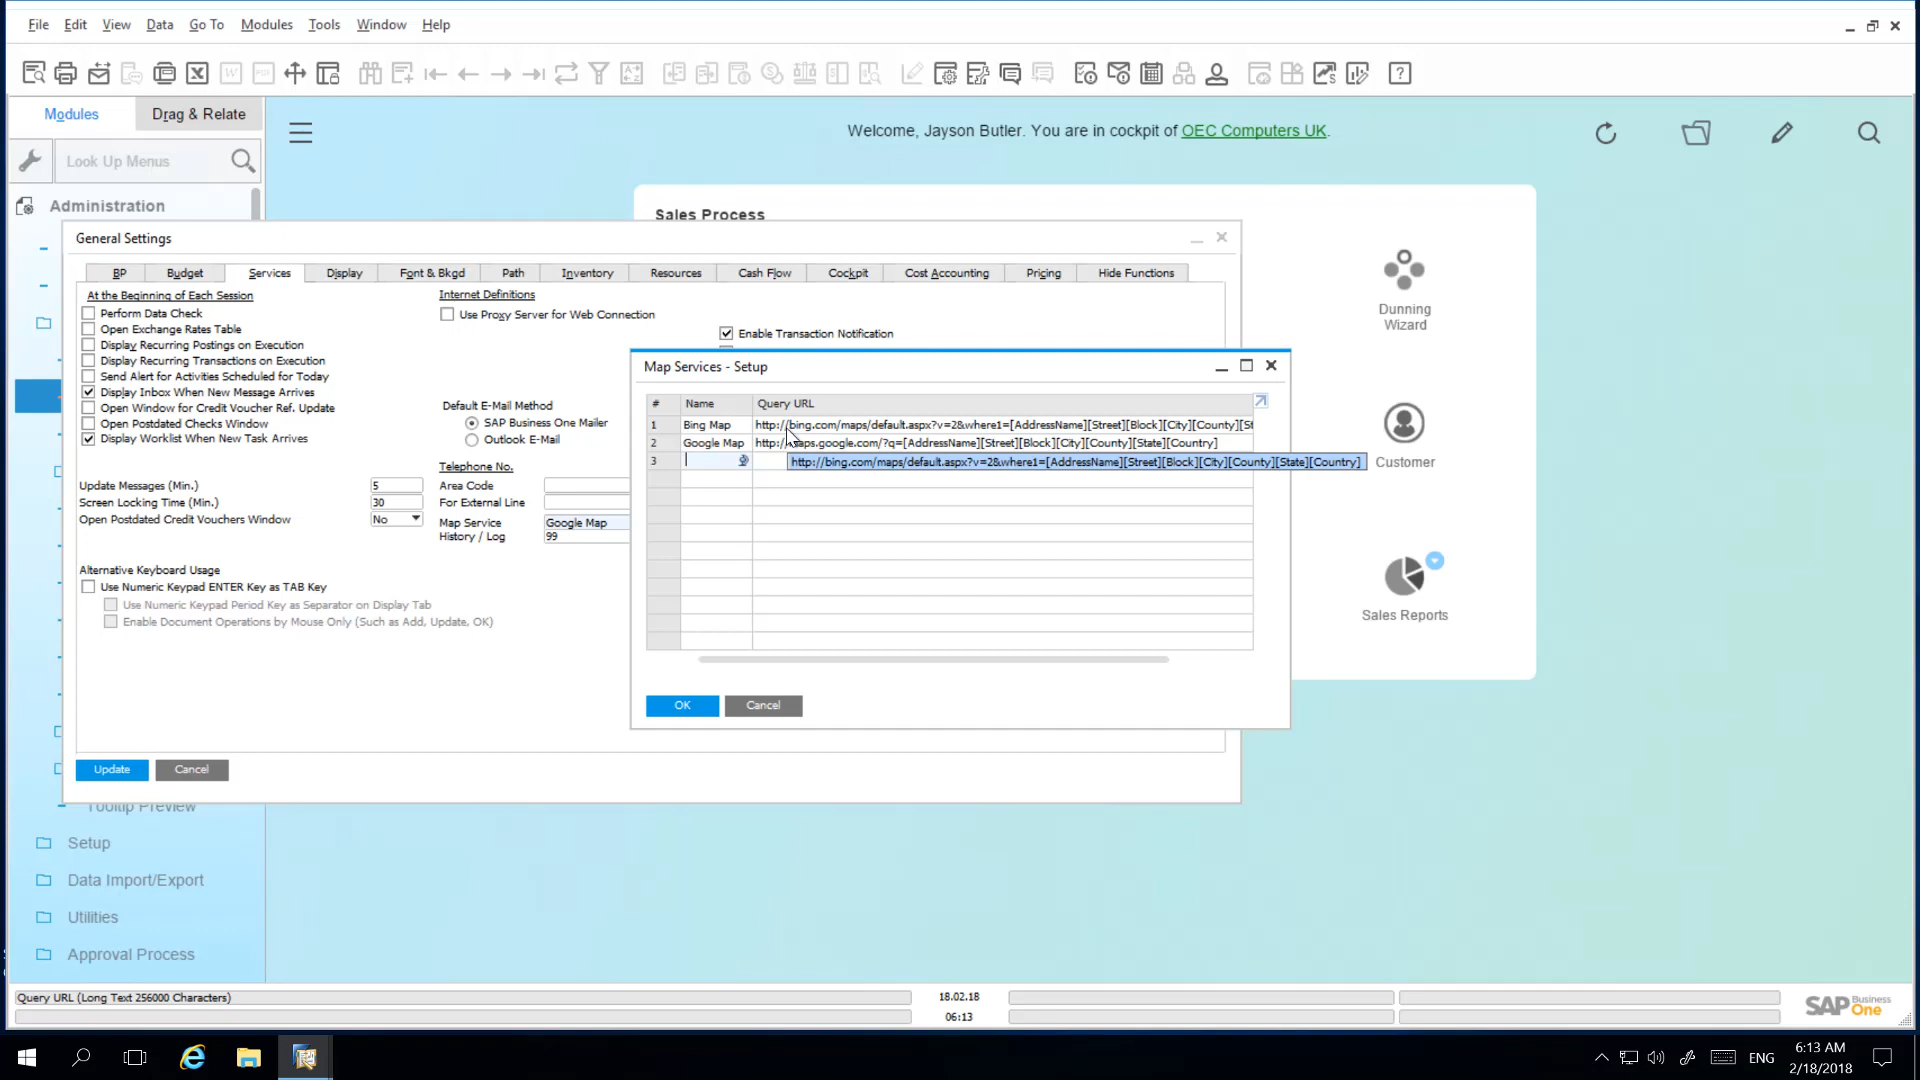 File Edit View Data Go To Modules Tools Window Help
Modules Drag & Relate
Look Up Menus
Welcome, Jayson Butler. You are in cockpit of OEC Computers UK.
Administration
Sales Process
General Settings
BP Budget Services Display Font & Bkgd Path Inventory Resources Cash Flow Cockpit Cost Accounting Pricing Hide Functions
At the Beginning of Each Session
Perform Data Check
Open Exchange Rates Table
Display Recurring Postings on Execution
Display Recurring Transactions on Execution
Send Alert for Activities Scheduled for Today
Display Inbox When New Message Arrives
Open Window for Credit Voucher Ref. Update
Open Postdated Checks Window
Display Worklist When New Task Arrives
Internet Definitions
Use Proxy Server for Web Connection
Enable Transaction Notification
Default E-Mail Method
SAP Business One Mailer
Outlook E-Mail
Telephone No.
Area Code
For External Line
Map Service Google Map
History / Log 99
Update Messages (Min.) 5
Screen Locking Time (Min.) 30
Open Postdated Credit Vouchers Window No
Alternative Keyboard Usage
Use Numeric Keypad ENTER Key as TAB Key
Use Numeric Keypad Period Key as Separator on Display Tab
Enable Document Operations by Mouse Only (Such as Add, Update, OK)
Update Cancel
Map Services - Setup
# Name Query URL
1 Bing Map http://bing.com/maps/default.aspx?v=2&where1=[AddressName][Street][Block][City][County][St
2 Google Map http://maps.google.com/?q=[AddressName][Street][Block][City][County][State][Country]
3 http://bing.com/maps/default.aspx?v=2&where1=[AddressName][Street][Block][City][County][State][Country]
OK Cancel
Dunning
Wizard
Customer
Sales Reports
Tooltip Preview
Setup
Data Import/Export
Utilities
Approval Process
Query URL (Long Text 256000 Characters)
18.02.18
06:13
SAP Business One
ENG
6:13 AM
2/18/2018